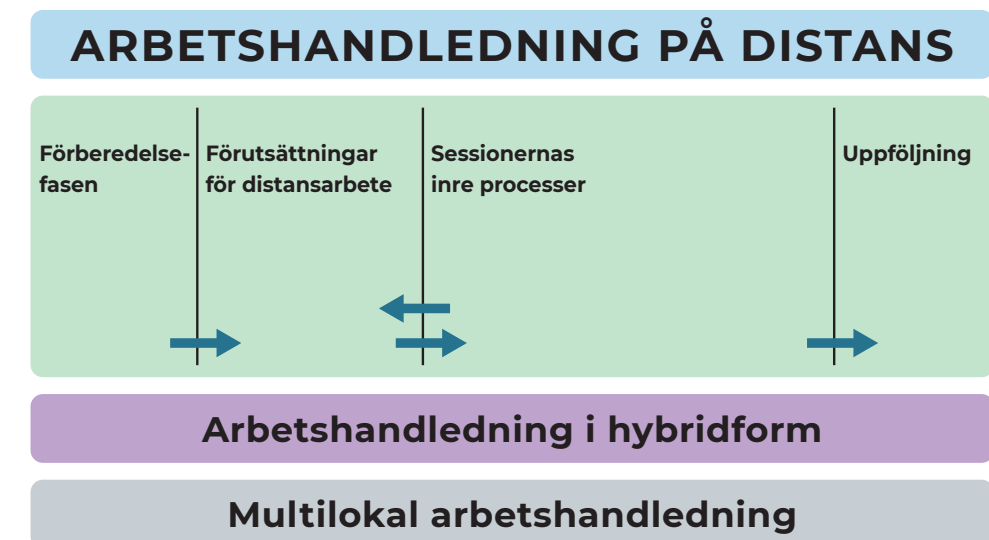 ARBETSHANDLEDNING PÅ DISTANS
Förberedelse-
fasen
Förutsättningar
för distansarbete
Sessionernas
inre processer
Uppföljning
Arbetshandledning i hybridform
Multilokal arbetshandledning